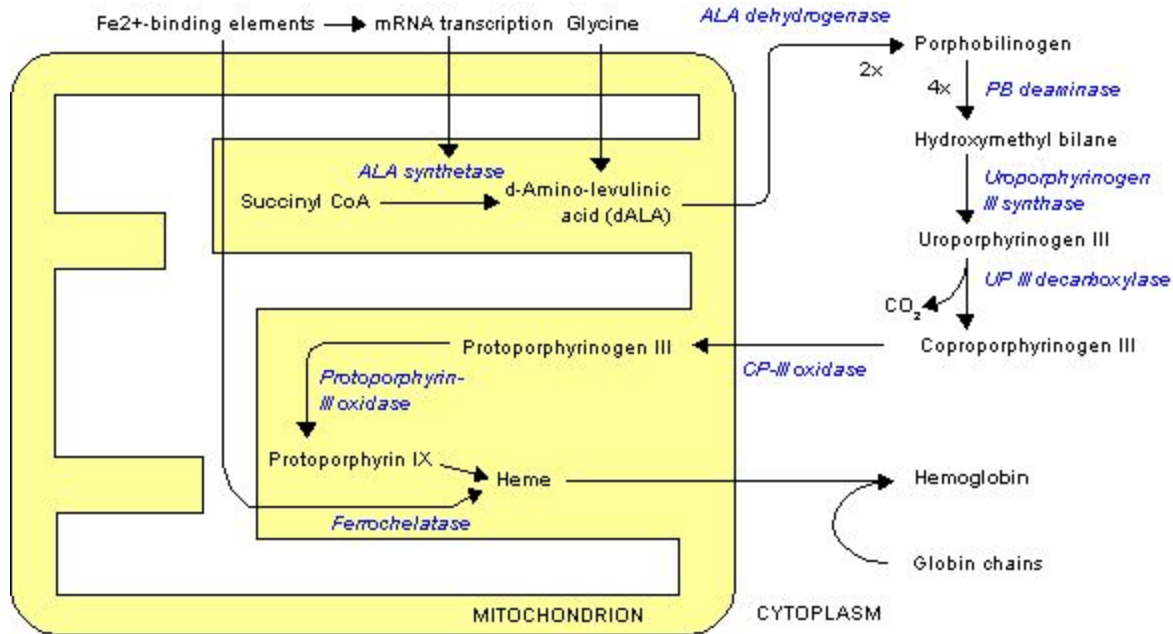 Fe2+-binding elements
mRNA transcription
Glycine
ALA dehydrogenase
2x
Porphobilinogen
4x
PB deaminase
Hydroxymethyl bilane
Uroporphyrinogen
III synthase
Uroporphyrinogen III
UP III decarboxylase
CO2
Coproporphyrinogen III
CP-III oxidase
ALA synthetase
Succinyl CoA
d-Amino-levulinic
acid (dALA)
Protoporphyrinogen III
Protoporphyrin-
III oxidase
Protoporphyrin IX
Heme
Ferrochelatase
Hemoglobin
Globin chains
MITOCHONDRION
CYTOPLASM